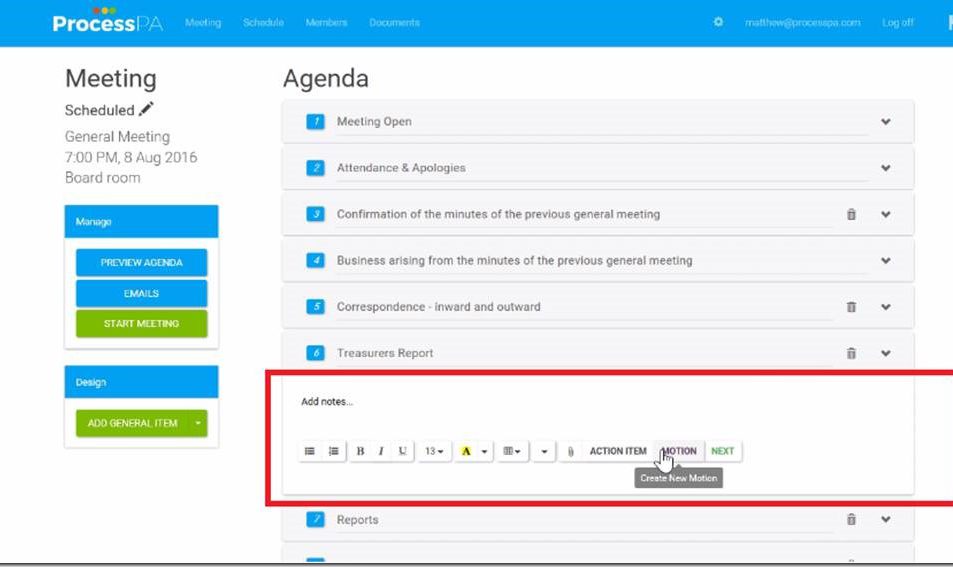 ProcessPA Meeting Schedule Members Documents matthew@processpa.com Log off
Meeting
Scheduled
General Meeting
7:00 PM, 8 Aug 2016
Board room
Manage
PREVIEW AGENDA
EMAILS
START MEETING
Design
ADD GENERAL ITEM
Agenda
1 Meeting Open
2 Attendance & Apologies
3 Confirmation of the minutes of the previous general meeting
4 Business arising from the minutes of the previous general meeting
5 Correspondence - inward and outward
6 Treasurers Report
Add notes...
B I U 13 A ACTION ITEM MOTION NEXT
Create New Motion
7 Reports